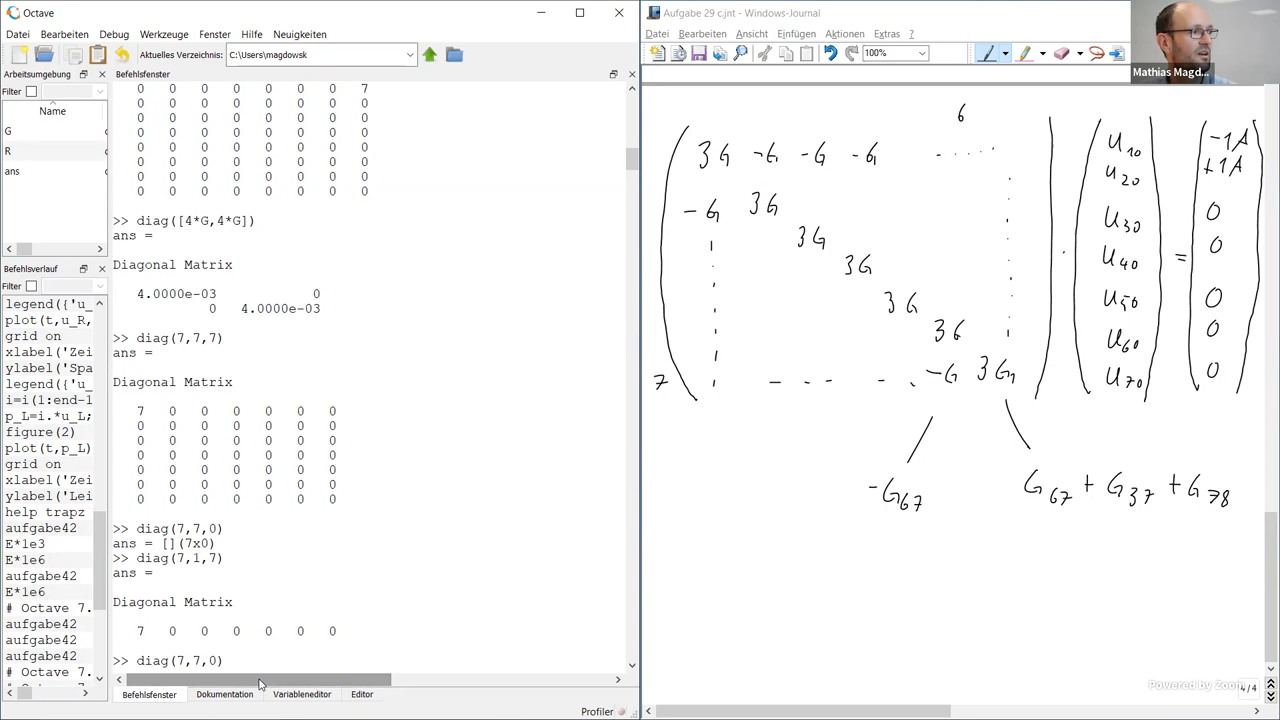 Octave
Datei Bearbeiten Debug Werkzeuge Fenster Hilfe Neuigkeiten
Aktuelles Verzeichnis: C:\Users\magdowsk
Arbeitsumgebung
Filter
Name
G c
R c
ans c
Befehlsverlauf
Filter
legend({'u_
plot(t,u_R,
grid on
xlabel('Zei
ylabel('Spa
legend({'u_
i=i(1:end-1
p_L=i.*u_L;
figure(2)
plot(t,p_L)
grid on
xlabel('Zei
ylabel('Lei
help trapz
aufgabe42
E*1e3
E*1e6
aufgabe42
E*1e6
# Octave 7.
aufgabe42
aufgabe42
aufgabe42
# Octave 7.
Befehlsfenster
0 0 0 0 0 0 0 7
0 0 0 0 0 0 0 0
0 0 0 0 0 0 0 0
0 0 0 0 0 0 0 0
0 0 0 0 0 0 0 0
0 0 0 0 0 0 0 0
0 0 0 0 0 0 0 0
0 0 0 0 0 0 0 0
>> diag([4*G,4*G])
ans =
Diagonal Matrix
4.0000e-03 0
0 4.0000e-03
>> diag(7,7,7)
ans =
Diagonal Matrix
7 0 0 0 0 0 0
0 0 0 0 0 0 0
0 0 0 0 0 0 0
0 0 0 0 0 0 0
0 0 0 0 0 0 0
0 0 0 0 0 0 0
0 0 0 0 0 0 0
>> diag(7,7,0)
ans = [](7x0)
>> diag(7,1,7)
ans =
Diagonal Matrix
7 0 0 0 0 0 0
>> diag(7,7,0)
Befehlsfenster Dokumentation Variableneditor Editor
Profiler
Aufgabe 29 c.jnt - Windows-Journal
Datei Bearbeiten Ansicht Einfügen Aktionen Extras ?
100%
Mathias Magd...
6
3G -G -G -G ..... u10 -1A
-G 3G u20 +1A
3G u30 0
3G u40 = 0
3G u50 0
3G u60 0
7 -G 3G u70 0
-G67 G67 + G37 + G78
Powered by Zoom
4/4